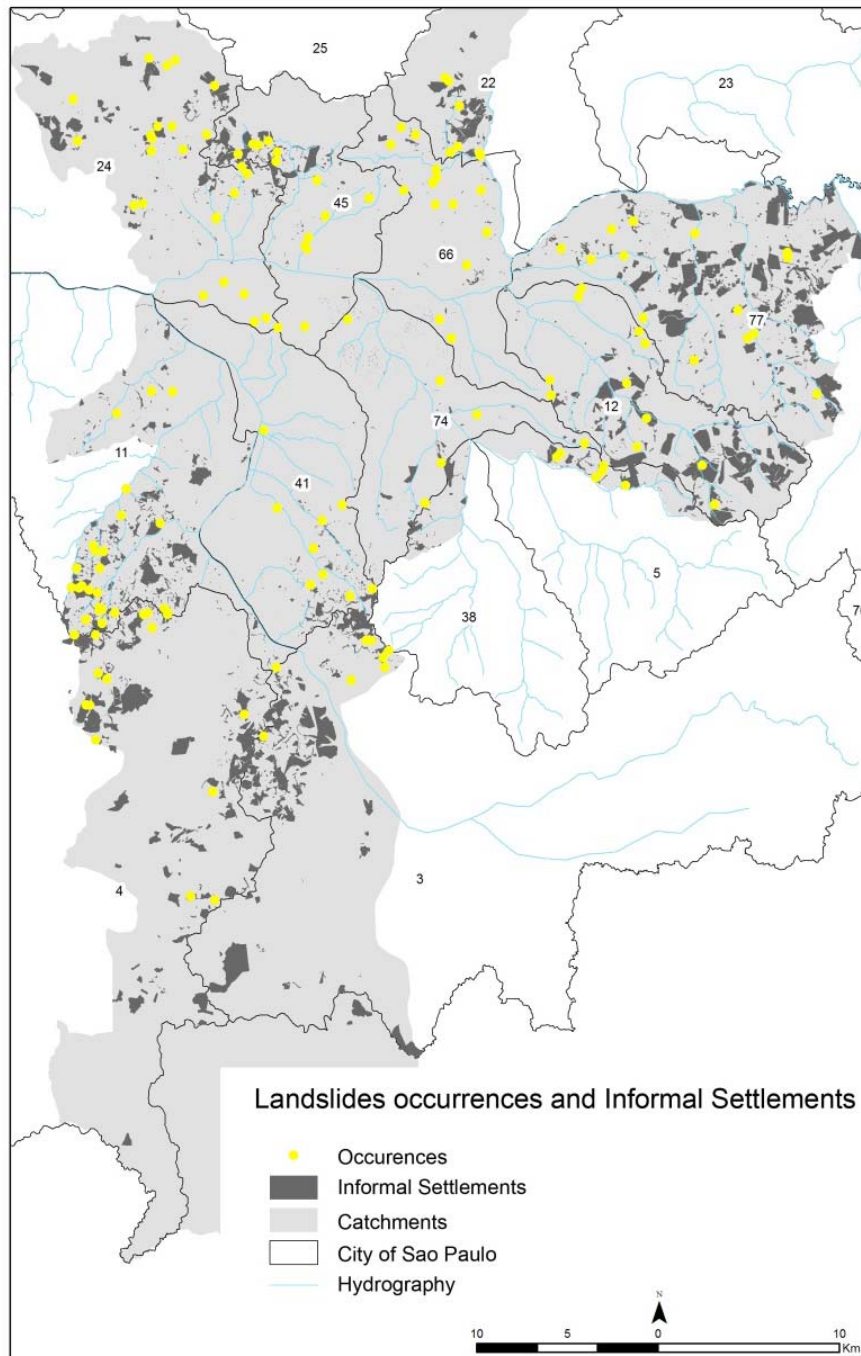 25
23
22
24
45
66
77
12
74
11
41
5
38
4
3
Landslides occurrences and Informal Settlements
Occurences
Informal Settlements
Catchments
City of Sao Paulo
Hydrography
N
10 5 0 10
Km